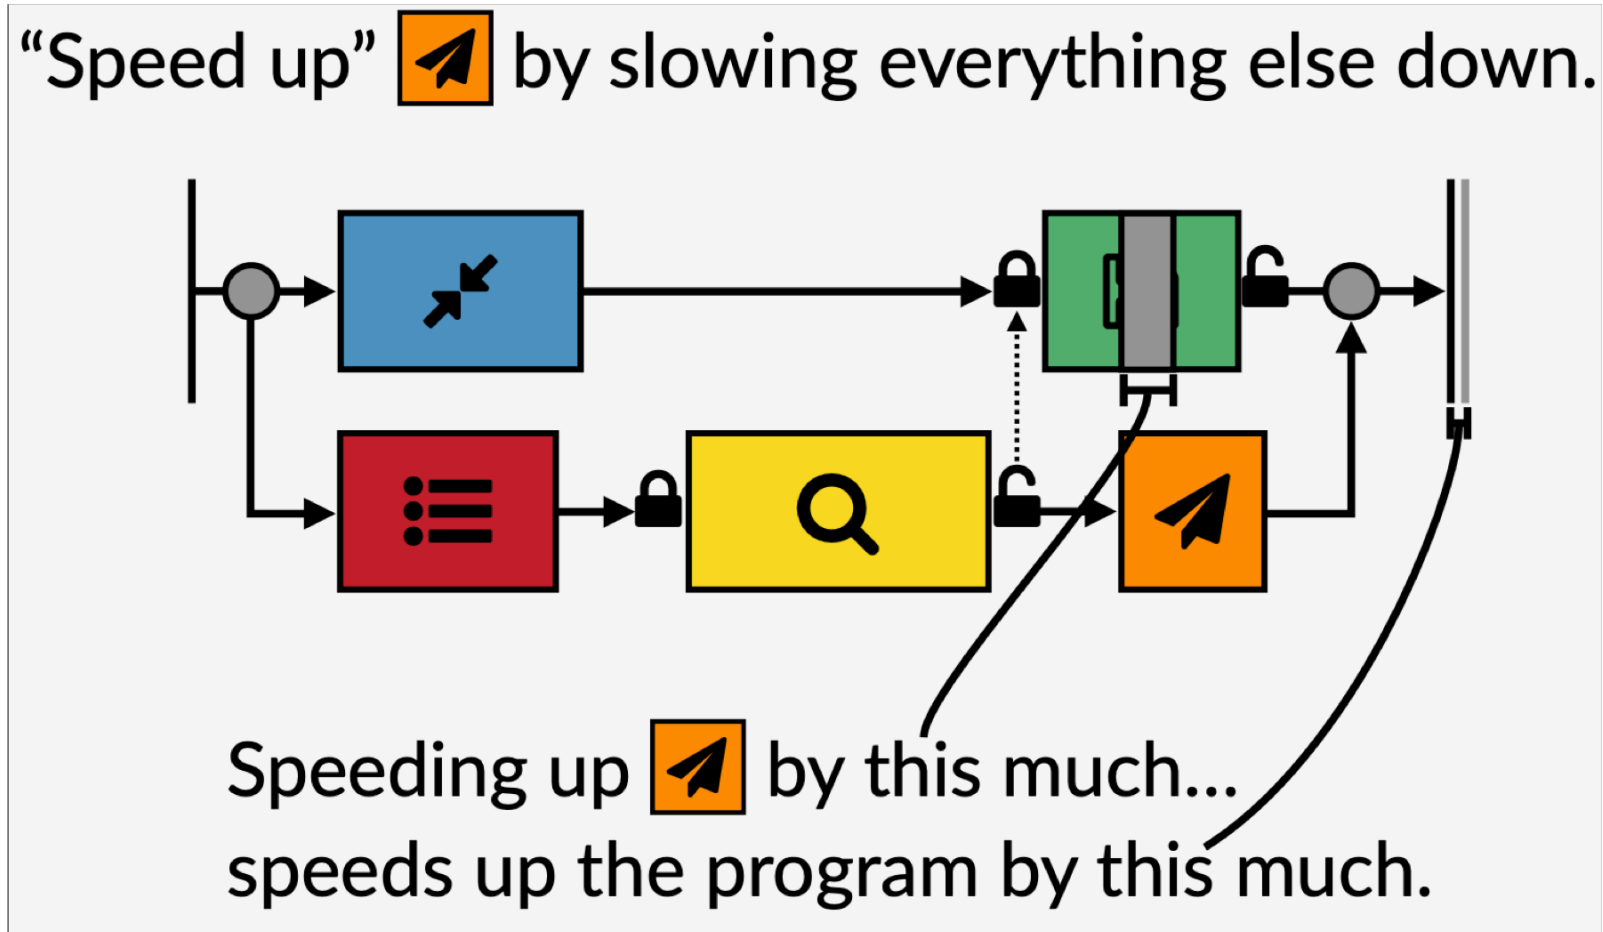 “Speed up” by slowing everything else down.
Speeding up by this much...
speeds up the program by this much.